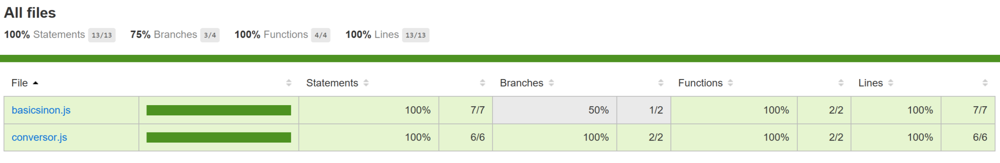 All files
100% Statements 13/13 75% Branches 3/4 100% Functions 4/4 100% Lines 13/13
File Statements Branches Functions Lines
basicsinon.js 100% 7/7 50% 1/2 100% 2/2 100% 7/7
conversor.js 100% 6/6 100% 2/2 100% 2/2 100% 6/6